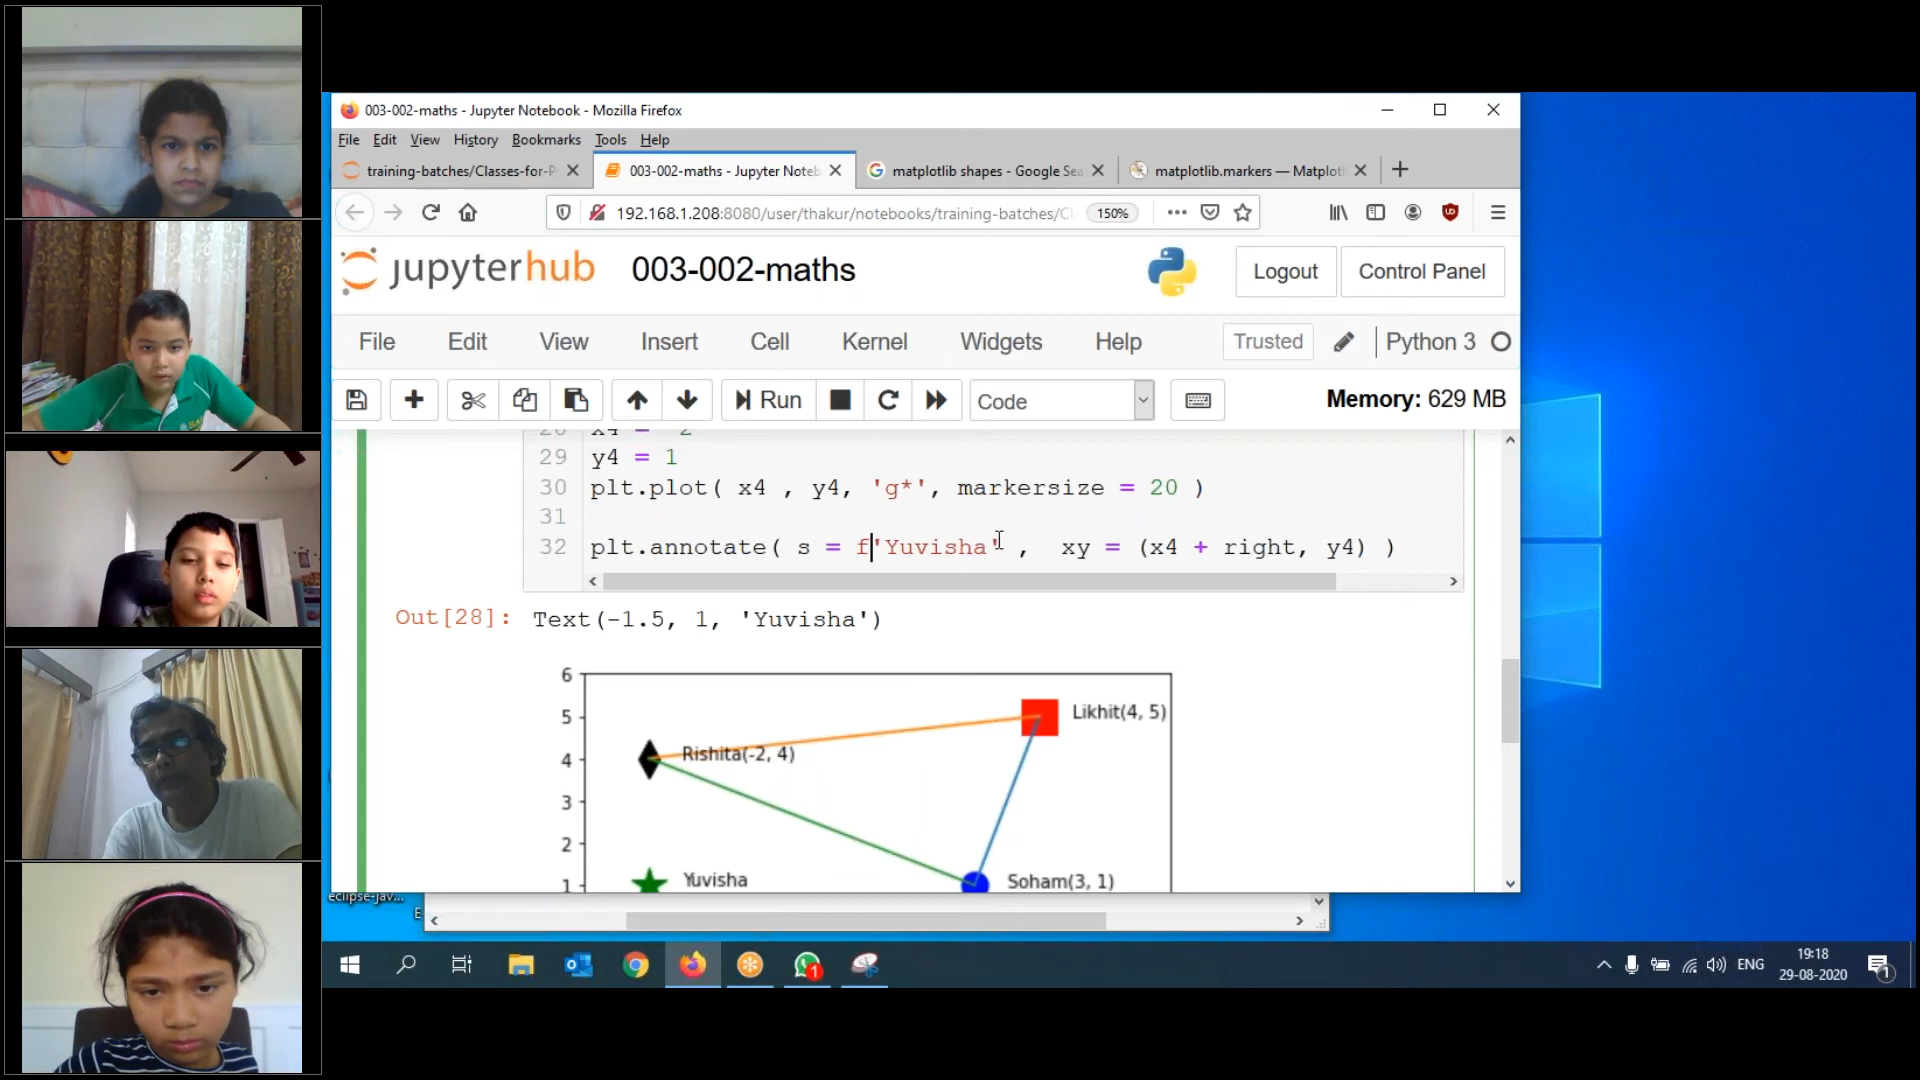 003-002-maths - Jupyter Notebook - Mozilla Firefox
File Edit View History Bookmarks Tools Help
training-batches/Classes-for-P
003-002-maths - Jupyter Noteb
matplotlib shapes - Google Sea
matplotlib.markers — Matplotl
192.168.1.208:8080/user/thakur/notebooks/training-batches/Cl
150%
jupyterhub 003-002-maths
Logout Control Panel
File Edit View Insert Cell Kernel Widgets Help Trusted Python 3
Run Code Memory: 629 MB
29 y4 = 1
30 plt.plot( x4 , y4, 'g*', markersize = 20 )
31
32 plt.annotate( s = f'Yuvisha' , xy = (x4 + right, y4) )
Out[28]: Text(-1.5, 1, 'Yuvisha')
6
5 Likhit(4, 5)
4 Rishita(-2, 4)
3
2
1 Yuvisha Soham(3, 1)
eclipse-jav...
E
1
ENG
19:18
29-08-2020
1